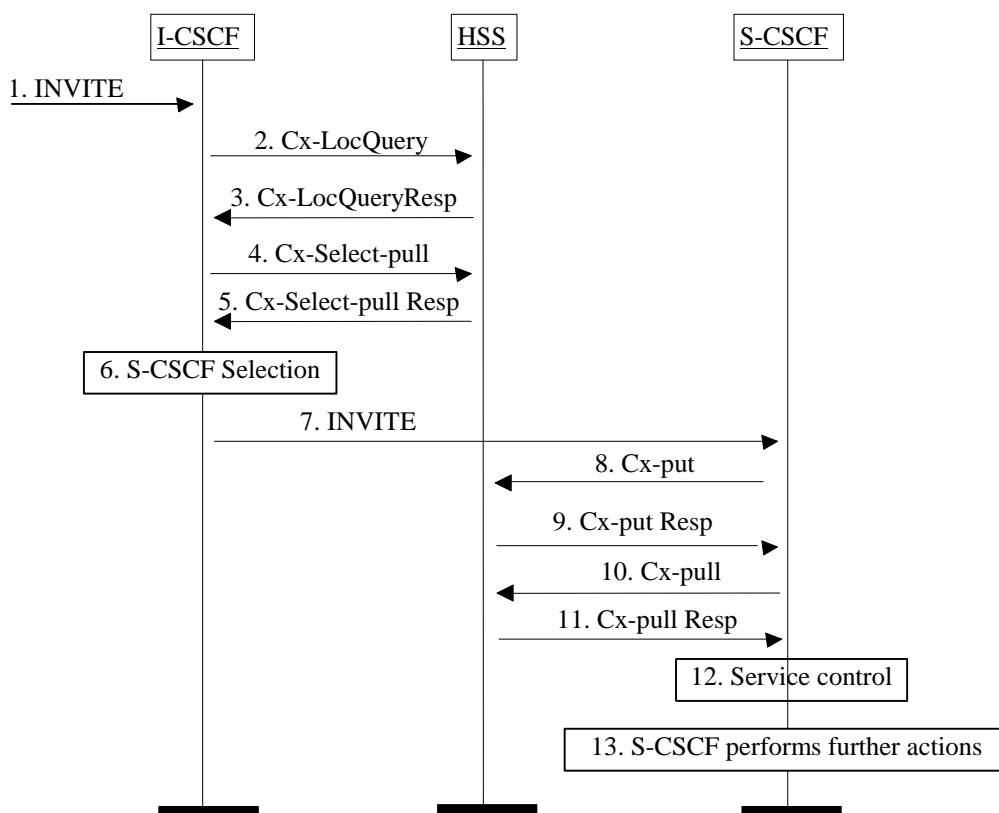 I-CSCF
HSS
S-CSCF
1. INVITE
2. Cx-LocQuery
3. Cx-LocQueryResp
4. Cx-Select-pull
5. Cx-Select-pull Resp
6. S-CSCF Selection
7. INVITE
8. Cx-put
9. Cx-put Resp
10. Cx-pull
11. Cx-pull Resp
12. Service control
13. S-CSCF performs further actions